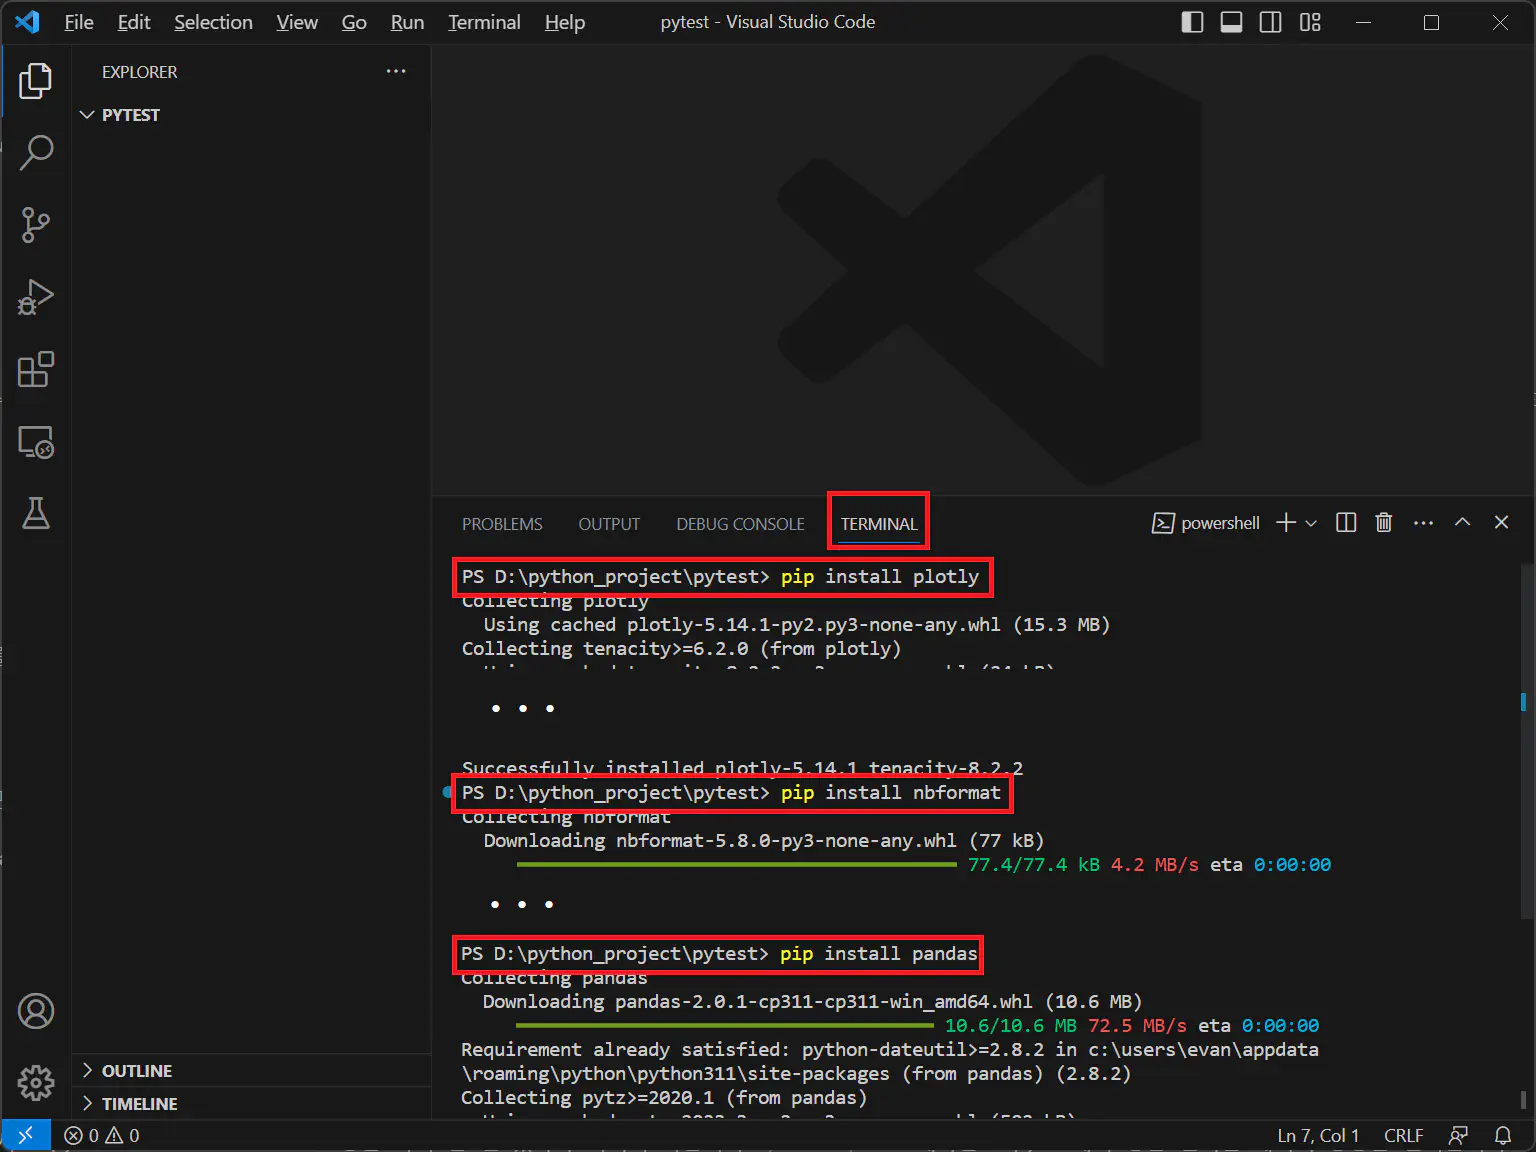 File Edit Selection View Go Run Terminal Help pytest - Visual Studio Code
EXPLORER
PYTEST
PROBLEMS OUTPUT DEBUG CONSOLE TERMINAL powershell
PS D:\python_project\pytest> pip install plotly
Collecting plotly
Using cached plotly-5.14.1-py2.py3-none-any.whl (15.3 MB)
Collecting tenacity>=6.2.0 (from plotly)
• • •
Successfully installed plotly-5.14.1 tenacity-8.2.2
PS D:\python_project\pytest> pip install nbformat
Collecting nbformat
Downloading nbformat-5.8.0-py3-none-any.whl (77 kB)
77.4/77.4 kB 4.2 MB/s eta 0:00:00
• • •
PS D:\python_project\pytest> pip install pandas
Collecting pandas
Downloading pandas-2.0.1-cp311-cp311-win_amd64.whl (10.6 MB)
10.6/10.6 MB 72.5 MB/s eta 0:00:00
Requirement already satisfied: python-dateutil>=2.8.2 in c:\users\evan\appdata
\roaming\python\python311\site-packages (from pandas) (2.8.2)
Collecting pytz>=2020.1 (from pandas)
OUTLINE
TIMELINE
0 0 Ln 7, Col 1 CRLF